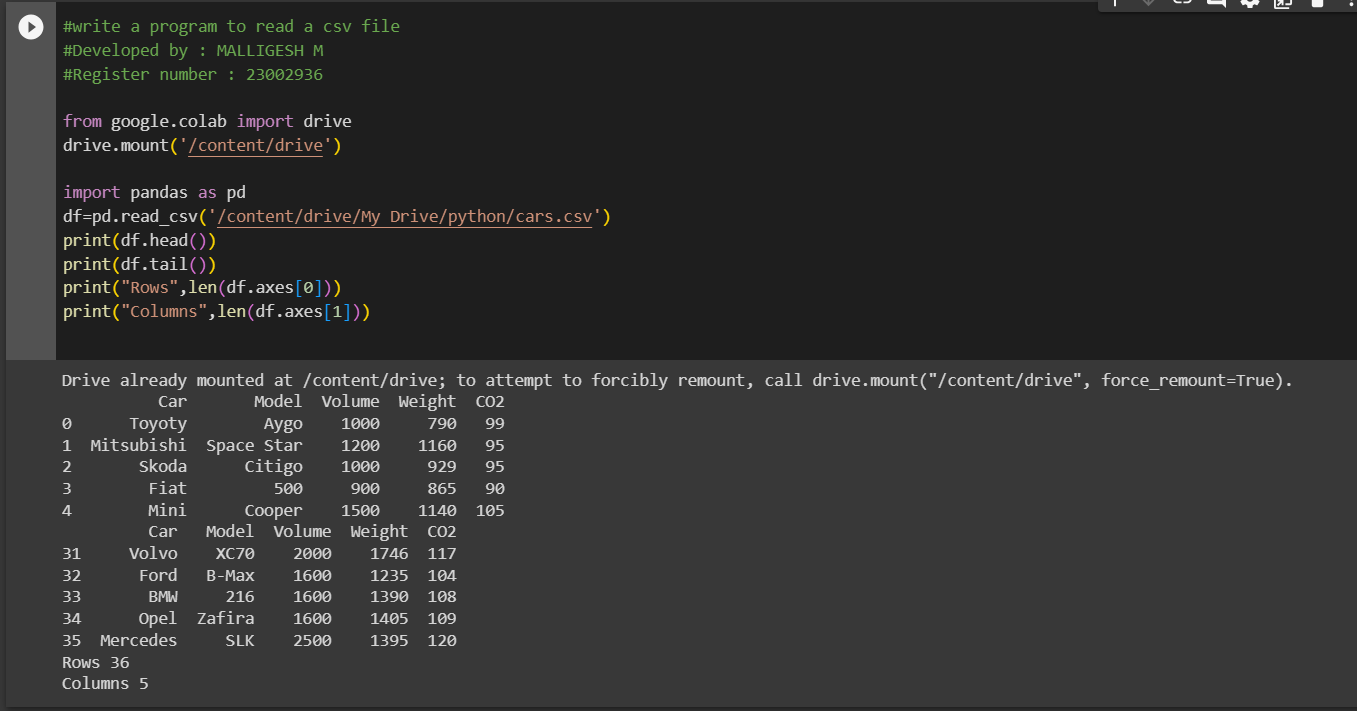 #write a program to read a csv file
#Developed by : MALLIGESH M
#Register number : 23002936
from google.colab import drive
drive.mount('/content/drive')
import pandas as pd
df=pd.read_csv('/content/drive/My Drive/python/cars.csv')
print(df.head())
print(df.tail())
print("Rows",len(df.axes[0]))
print("Columns",len(df.axes[1]))
Drive already mounted at /content/drive; to attempt to forcibly remount, call drive.mount("/content/drive", force_remount=True).
Car Model Volume Weight CO2
0 Toyoty Aygo 1000 790 99
1 Mitsubishi Space Star 1200 1160 95
2 Skoda Citigo 1000 929 95
3 Fiat 500 900 865 90
4 Mini Cooper 1500 1140 105
Car Model Volume Weight CO2
31 Volvo XC70 2000 1746 117
32 Ford B-Max 1600 1235 104
33 BMW 216 1600 1390 108
34 Opel Zafira 1600 1405 109
35 Mercedes SLK 2500 1395 120
Rows 36
Columns 5